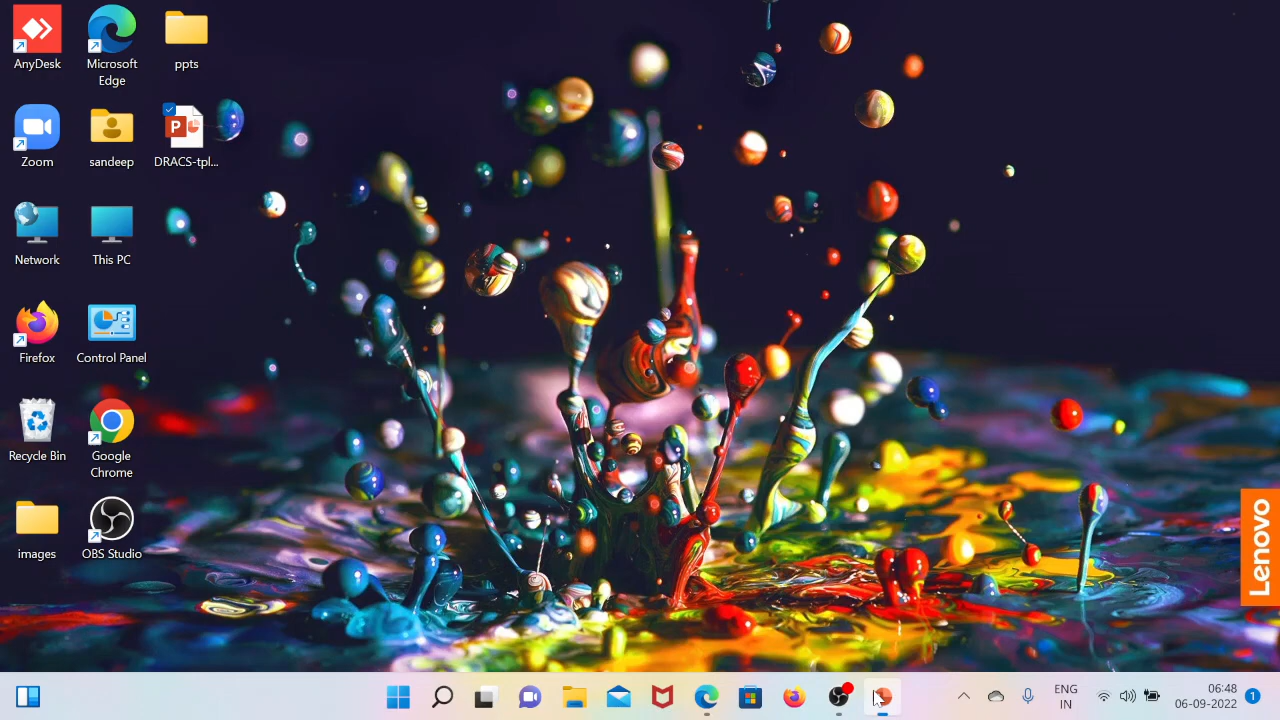 AnyDesk
Microsoft
Edge
ppts
Zoom
sandeep
DRACS-tpl...
Network
This PC
Firefox
Control Panel
Recycle Bin
Google
Chrome
images
OBS Studio
Lenovo
ENG
IN
06:48
06-09-2022
1